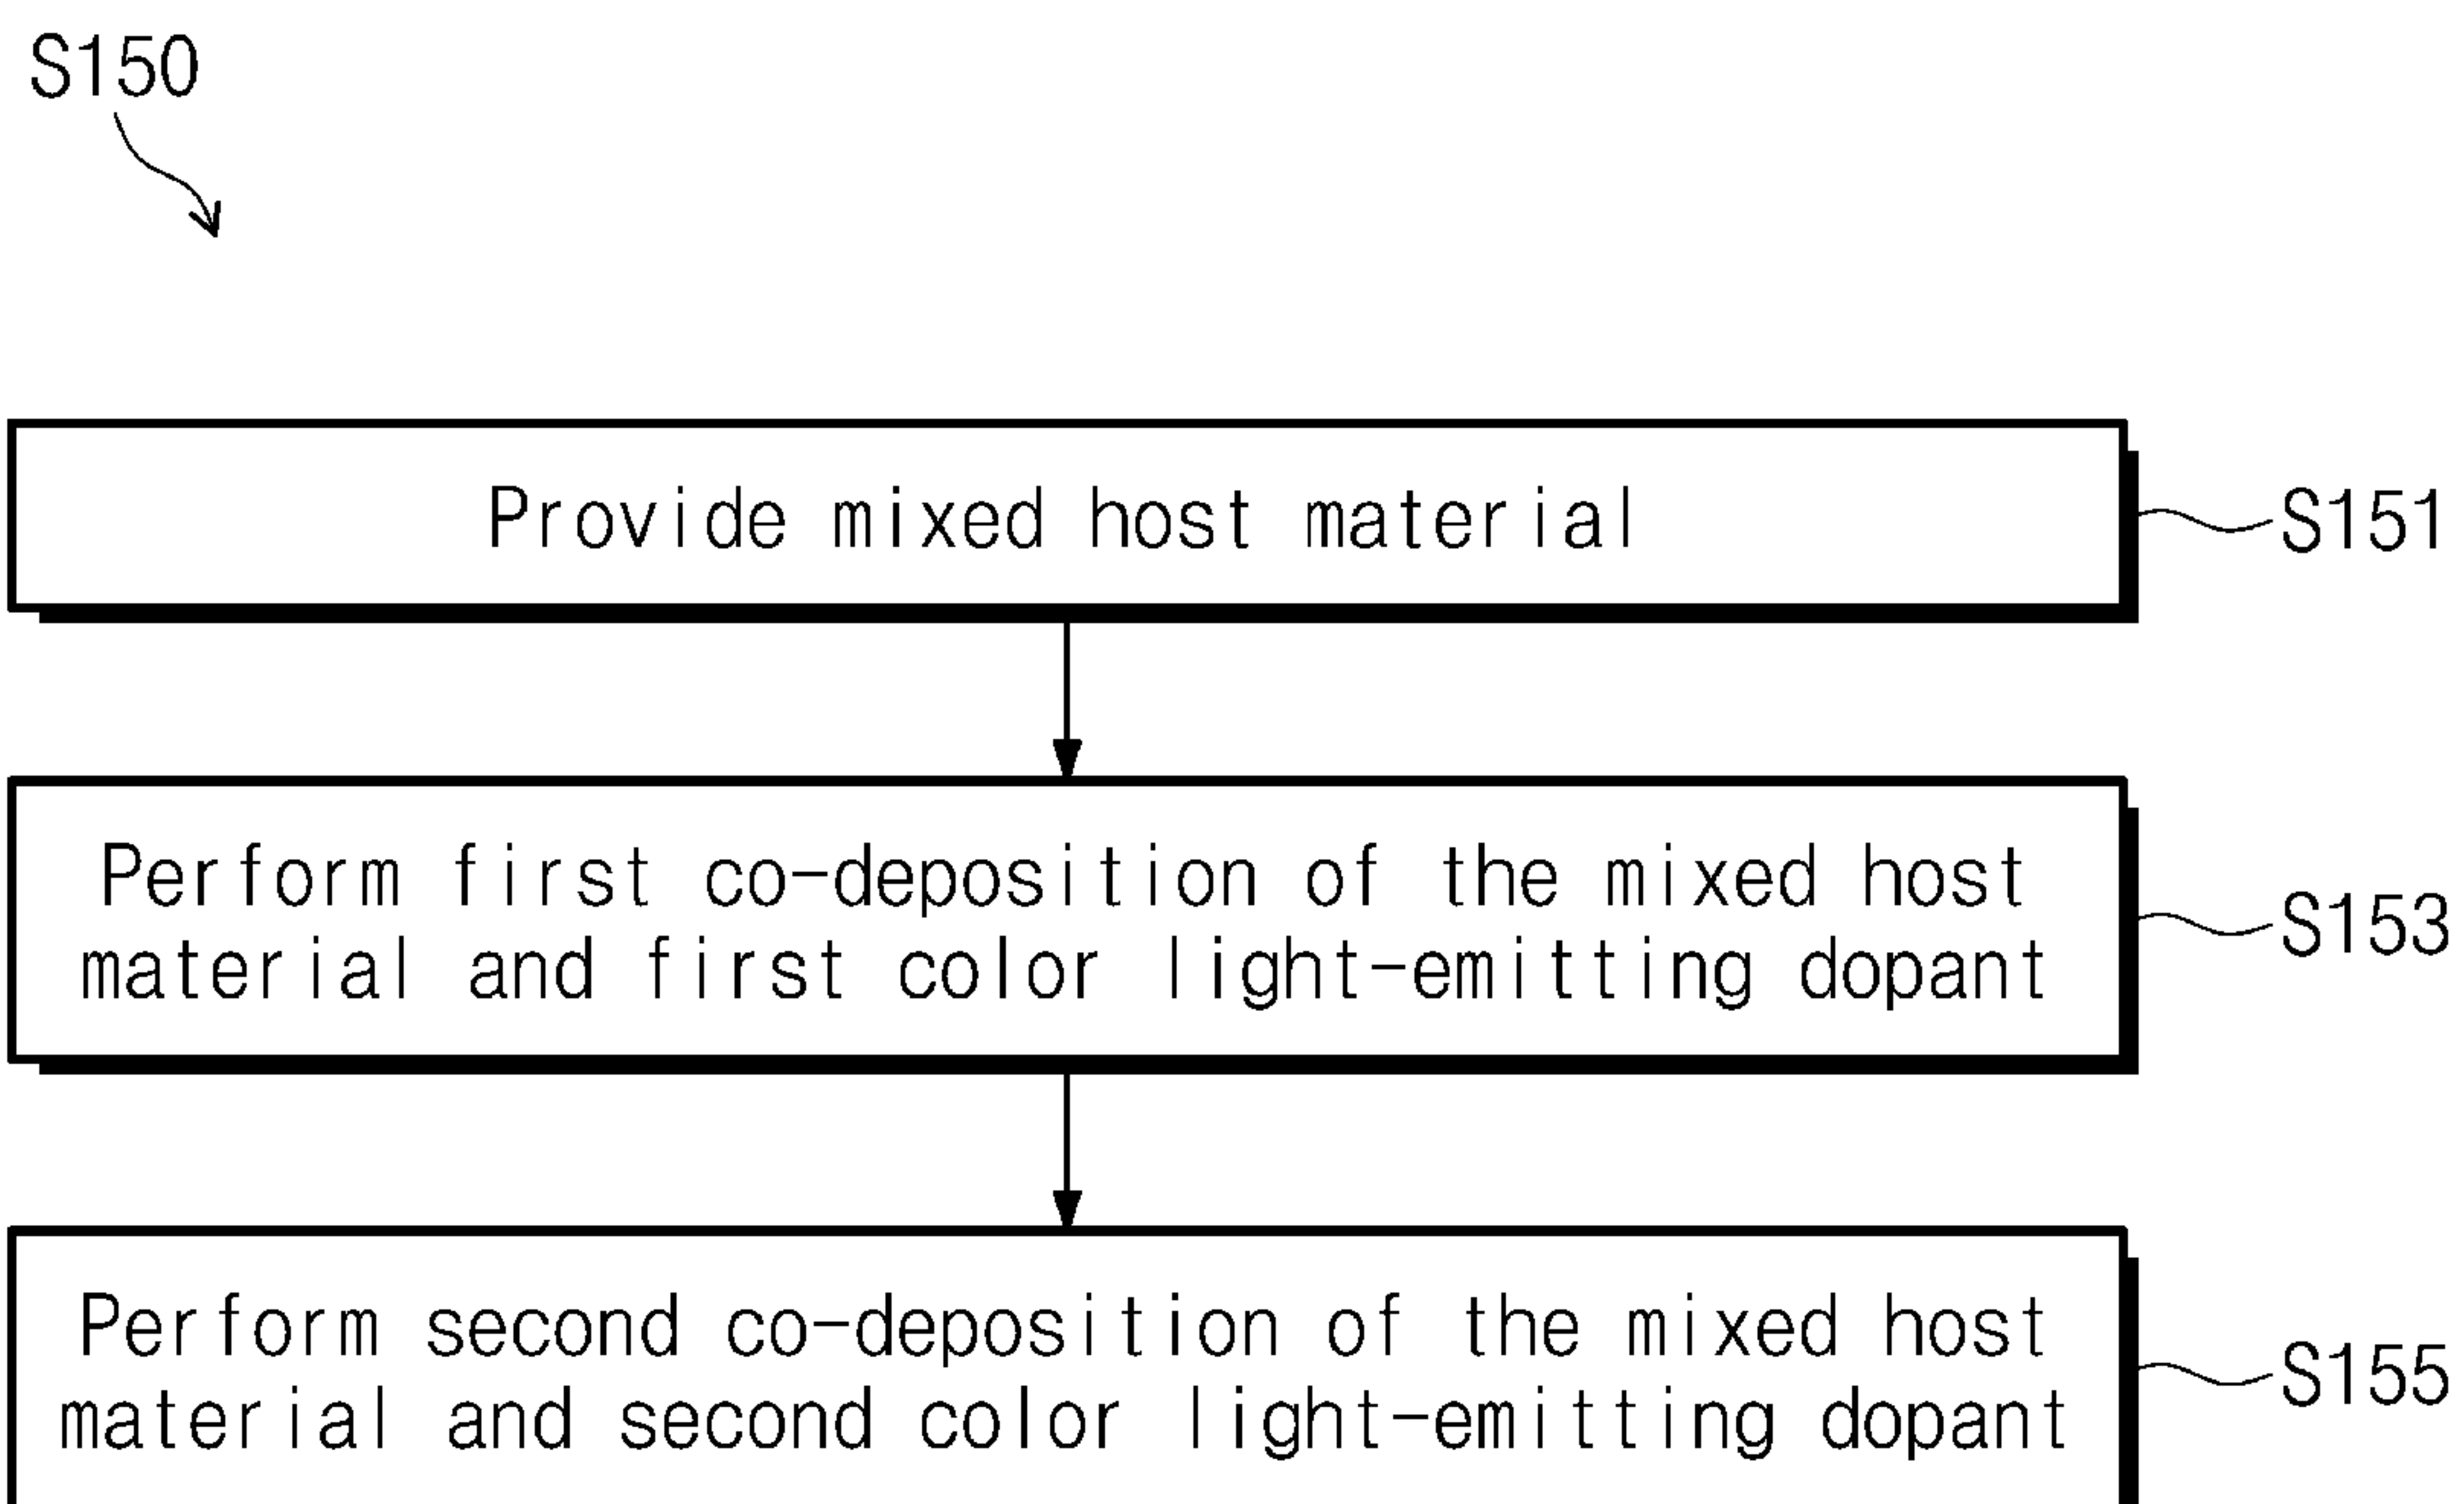 S150
Provide mixed host material
S151
Perform first co-deposition of the mixed host
material and first color light-emitting dopant
S153
Perform second co-deposition of the mixed host
material and second color light-emitting dopant
S155